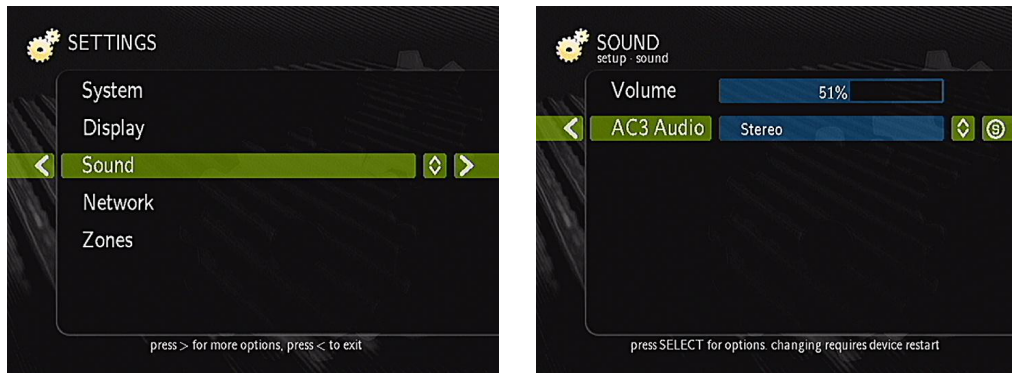 SETTINGS
System
Display
Sound
Network
Zones
press > for more options, press < to exit
SOUND
setup · sound
Volume 51%
AC3 Audio Stereo
press SELECT for options. changing requires device restart